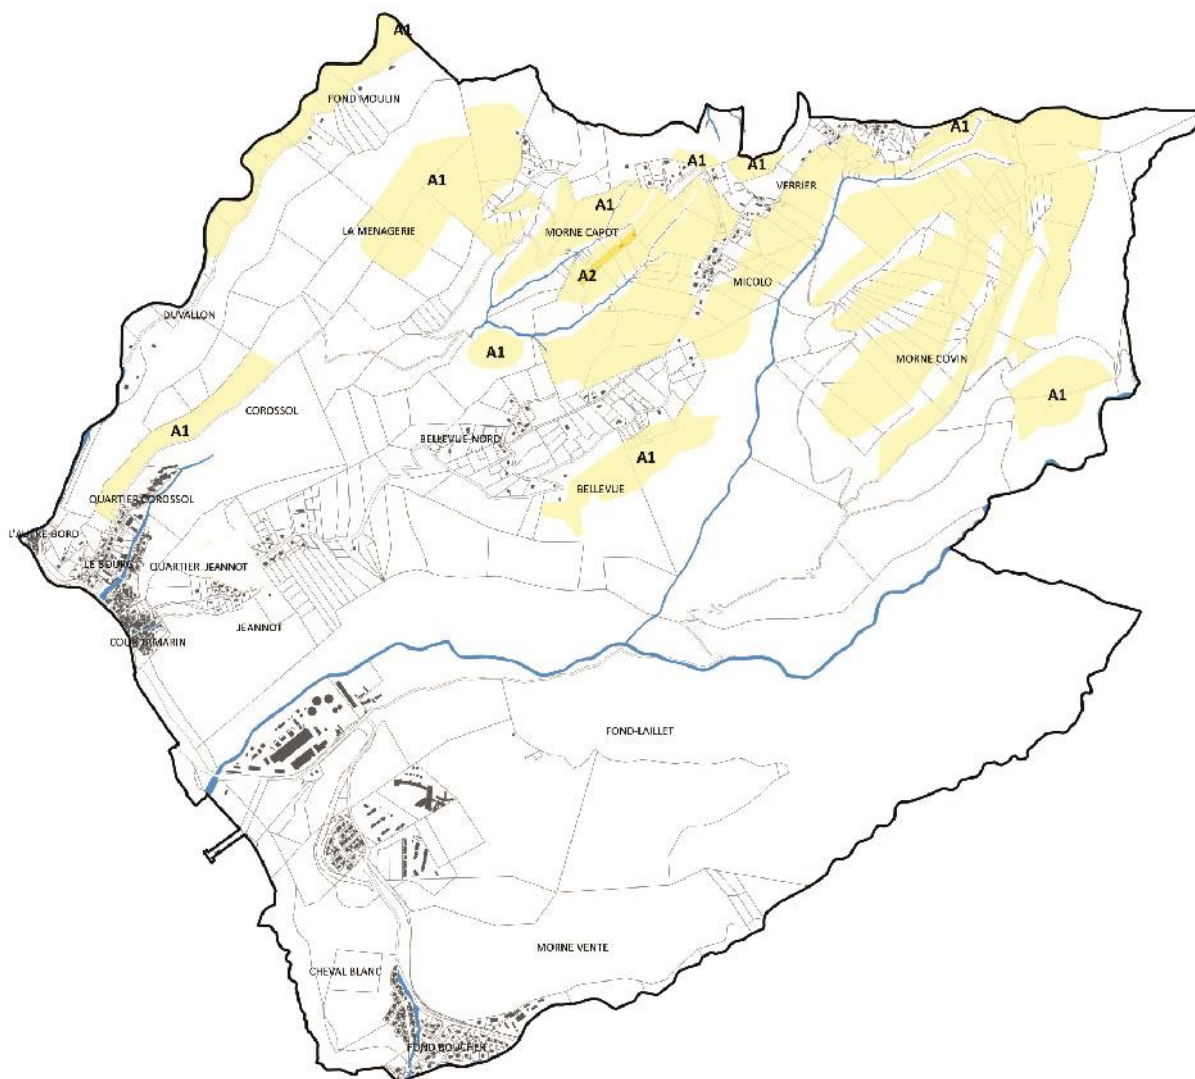 A1
FOND MOULIN
A1
A1
A1
A1
VERRIER
A1
LA MENAGERIE
A1
MORNE CAPOT
A2
MICOLO
DUVALLON
A1
MORNE COVIN
A1
COROSSOL
A1
BELLEVUE NORD
A1
BELLEVUE
QUARTIER COROSSOL
L'AUTRE BORD
LE BOURG
QUARTIER JEANNOT
JEANNOT
FOND-LAILLET
MORNE VENTE
CHEVAL BLANC
FOND BOUCHER